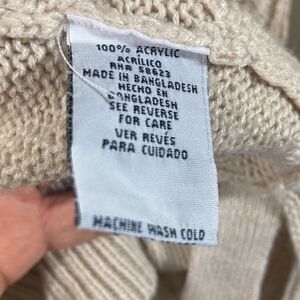 100% ACRYLIC
ACRÍLICO
RN# 58623
MADE IN BANGLADESH
HECHO EN
BANGLADESH
SEE REVERSE
FOR CARE
VER REVÉS
PARA CUIDADO
MACHINE WASH COLD